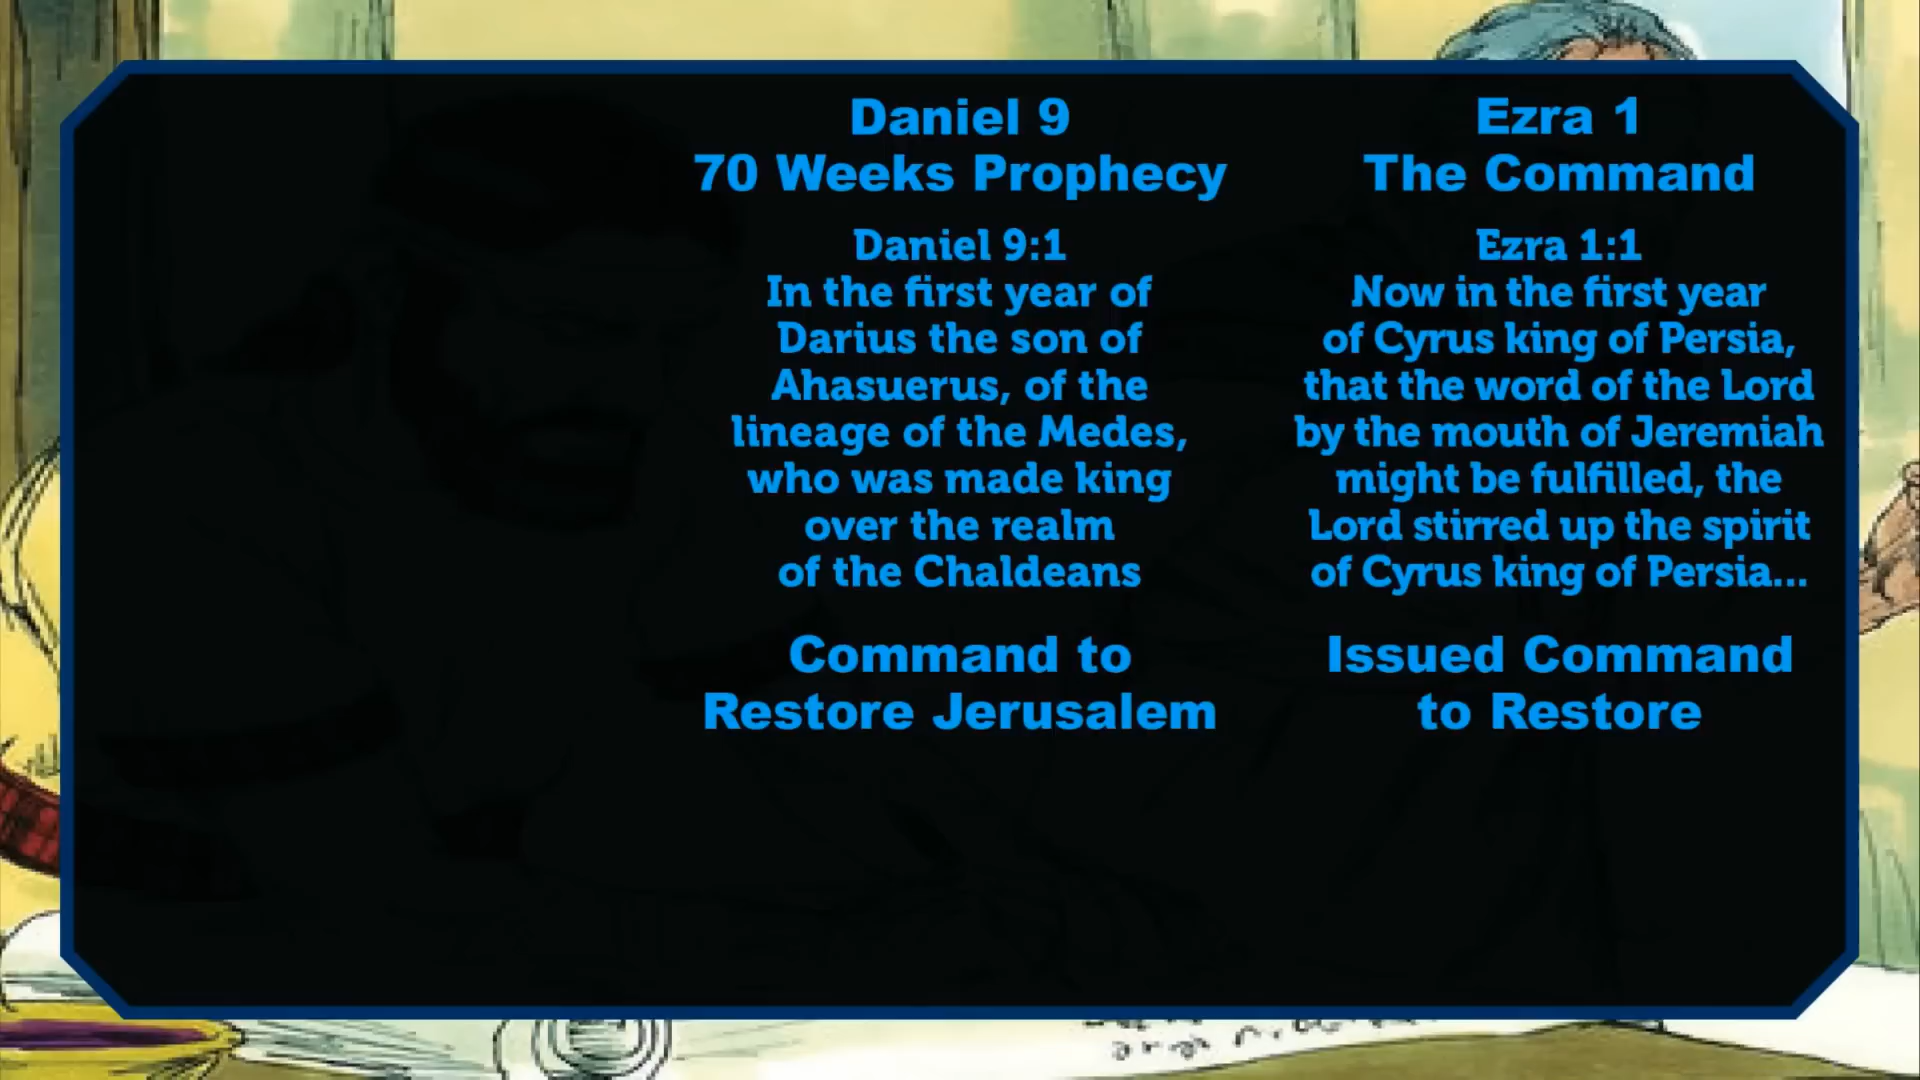 Daniel 9
70 Weeks Prophecy
Daniel 9:1
In the first year of
Darius the son of
Ahasuerus, of the
lineage of the Medes,
who was made king
over the realm
of the Chaldeans
Command to
Restore Jerusalem
Ezra 1
The Command
Ezra 1:1
Now in the first year
of Cyrus king of Persia,
that the word of the Lord
by the mouth of Jeremiah
might be fulfilled, the
Lord stirred up the spirit
of Cyrus king of Persia...
Issued Command
to Restore